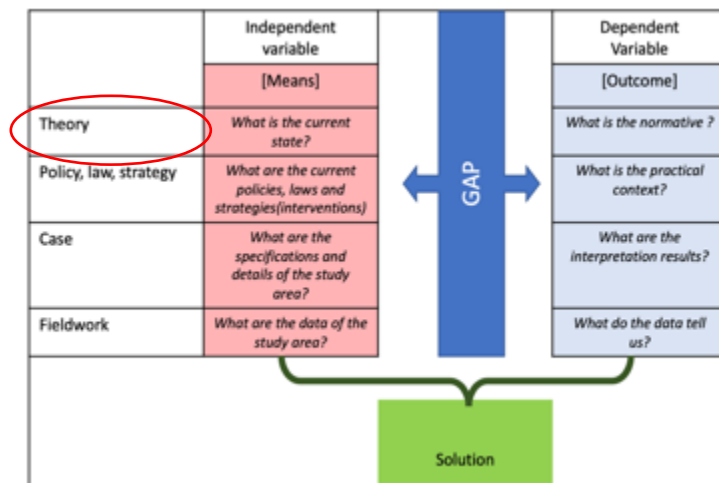 Independent
variable
Dependent
Variable
[Means]
[Outcome]
Theory
What is the current
state?
What is the normative ?
Policy, law, strategy
What are the current
policies, laws and
strategies(interventions)
GAP
What is the practical
context?
Case
What are the
specifications and
details of the study
area?
What are the
interpretation results?
Fieldwork
What are the data of the
study area?
What do the data tell
us?
Solution